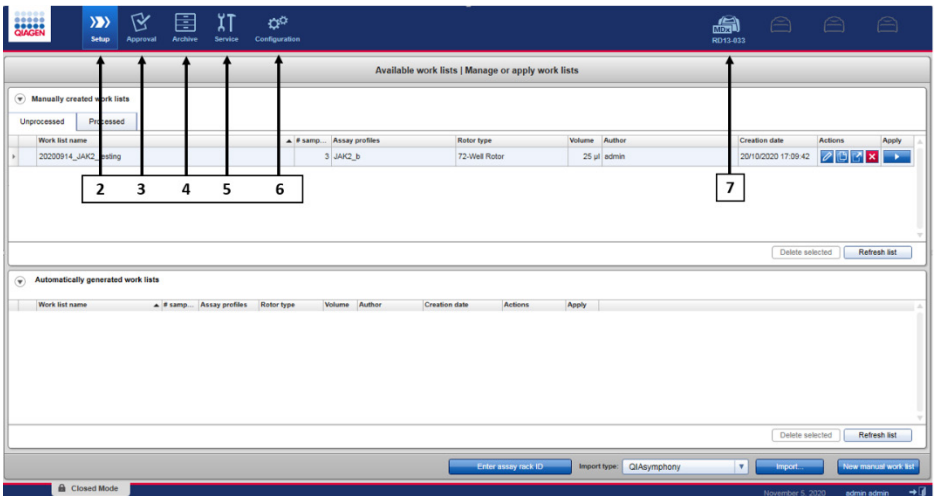 QIAGEN
Setup Approval Archive Service Configuration
MDx
RD13-033
Available work lists | Manage or apply work lists
Manually created work lists
Unprocessed Processed
Work list name # samp... Assay profiles Rotor type Volume Author Creation date Actions Apply
20200914_JAK2_esting 3 JAK2_b 72-Well Rotor 25 µl admin 20/10/2020 17:09:42
2 3 4 5 6 7
Delete selected Refresh list
Automatically generated work lists
Work list name # samp... Assay profiles Rotor type Volume Author Creation date Actions Apply
Delete selected Refresh list
Enter assay rack ID Import type: QIAsymphony Import... New manual work list
Closed Mode November 5, 2020 admin admin